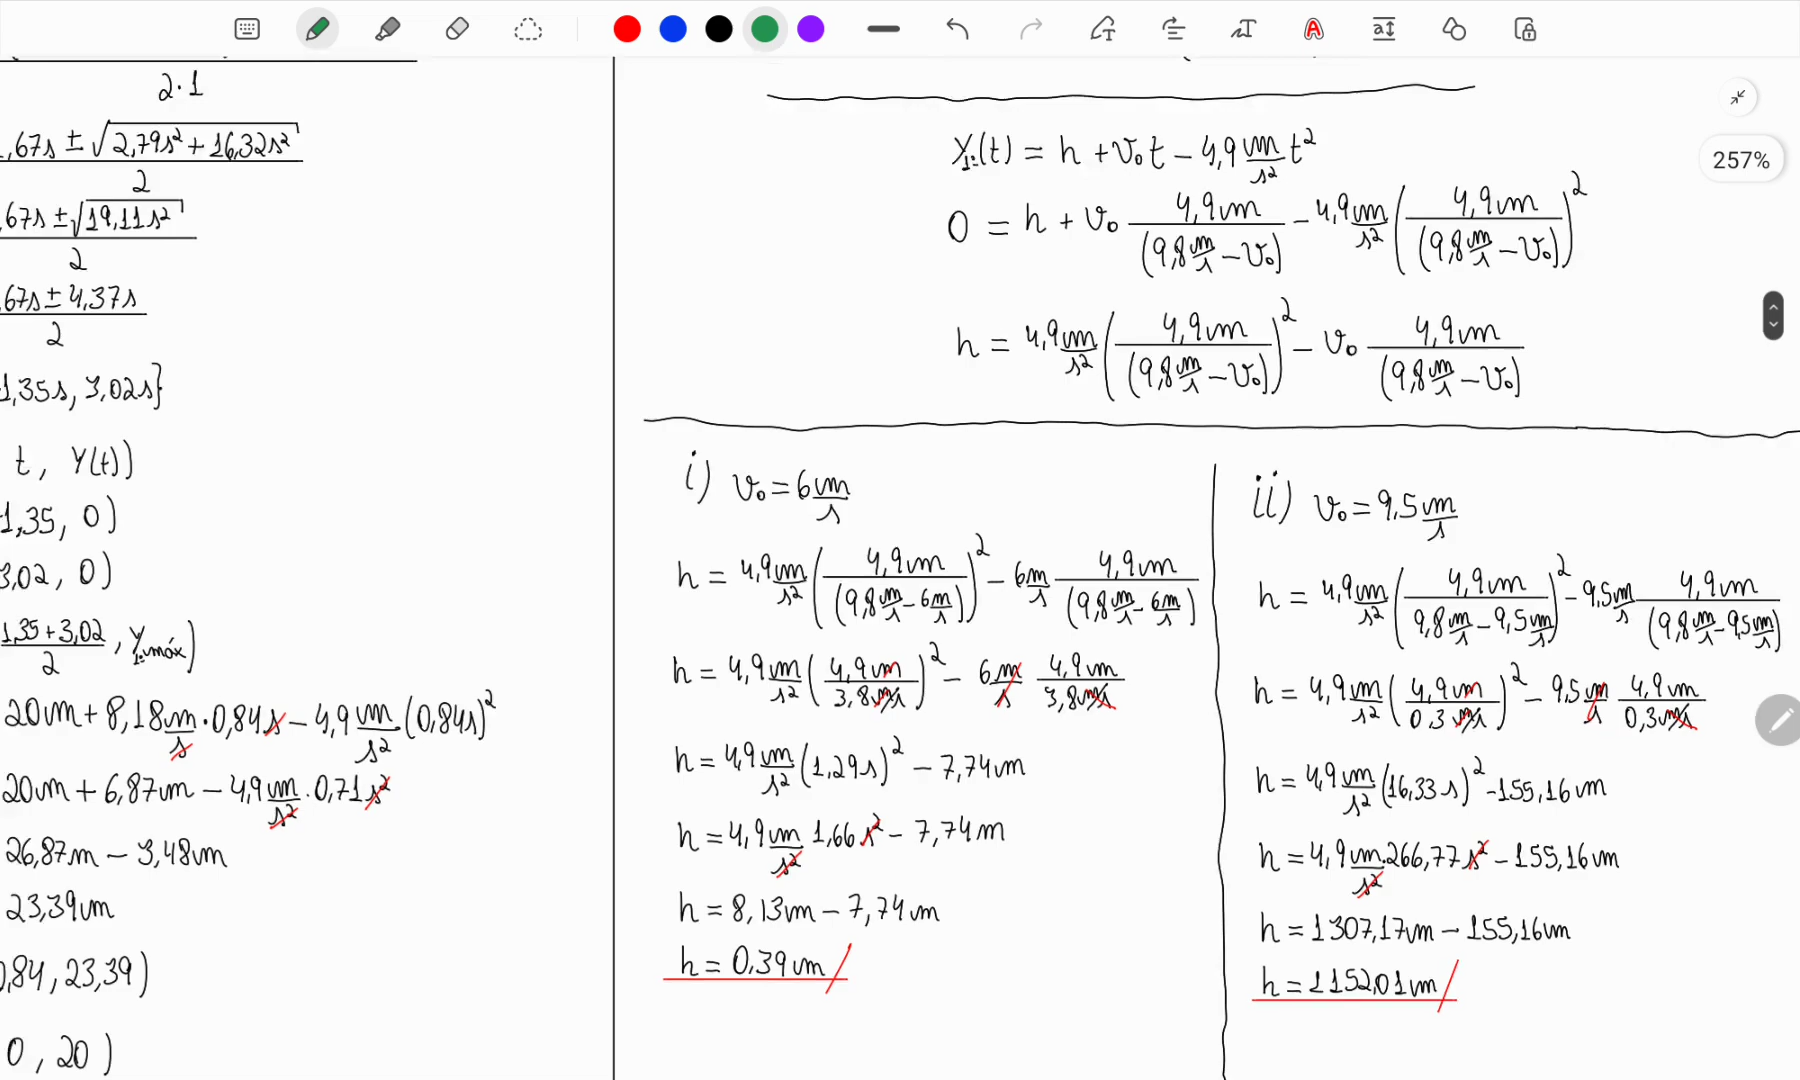 2·1
,67s ± √2,79s² + 16,32s²
2
67s ± √19,11s²
2
67s ± 4,37s
2
1,35s, 3,02s}
t, Y(t))
1,35, 0)
3,02, 0)
1,35 + 3,02
2
, Y₁.máx)
20m + 8,18 m/s · 0,84s − 4,9 m/s² (0,84s)²
20m + 6,87m − 4,9 m/s² · 0,71s²
26,87m − 3,48m
23,39m
0,84, 23,39)
0, 20)
257%
Y₁.(t) = h + v₀t − 4,9 m/s² t²
0 = h + v₀ 4,9m/(9,8 m/s − v₀) − 4,9 m/s² (4,9m/(9,8 m/s − v₀))²
h = 4,9 m/s² (4,9m/(9,8 m/s − v₀))² − v₀ 4,9m/(9,8 m/s − v₀)
i) v₀ = 6 m/s
h = 4,9 m/s² (4,9m/(9,8 m/s − 6 m/s))² − 6 m/s 4,9m/(9,8 m/s − 6 m/s)
h = 4,9 m/s² (4,9m/3,8 m/s)² − 6 m/s 4,9m/3,8 m/s
h = 4,9 m/s² (1,29s)² − 7,74m
h = 4,9 m/s² 1,66s² − 7,74m
h = 8,13m − 7,74m
h = 0,39m
ii) v₀ = 9,5 m/s
h = 4,9 m/s² (4,9m/9,8 m/s − 9,5 m/s)² − 9,5 m/s 4,9m/(9,8 m/s − 9,5 m/s)
h = 4,9 m/s² (4,9m/0,3 m/s)² − 9,5 m/s 4,9m/0,3 m/s
h = 4,9 m/s² (16,33s)² − 155,16m
h = 4,9 m/s² · 266,77s² − 155,16m
h = 1307,17m − 155,16m
h = 1152,01m